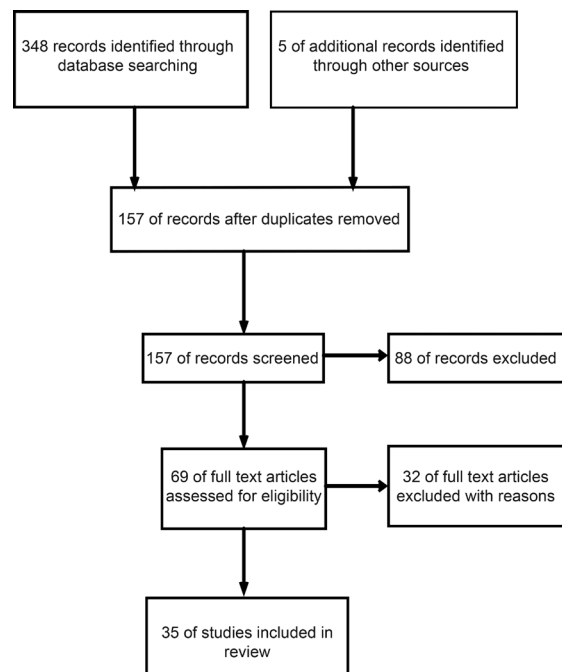 348 records identified through
database searching
5 of additional records identified
through other sources
157 of records after duplicates removed
157 of records screened
88 of records excluded
69 of full text articles
assessed for eligibility
32 of full text articles
excluded with reasons
35 of studies included in
review